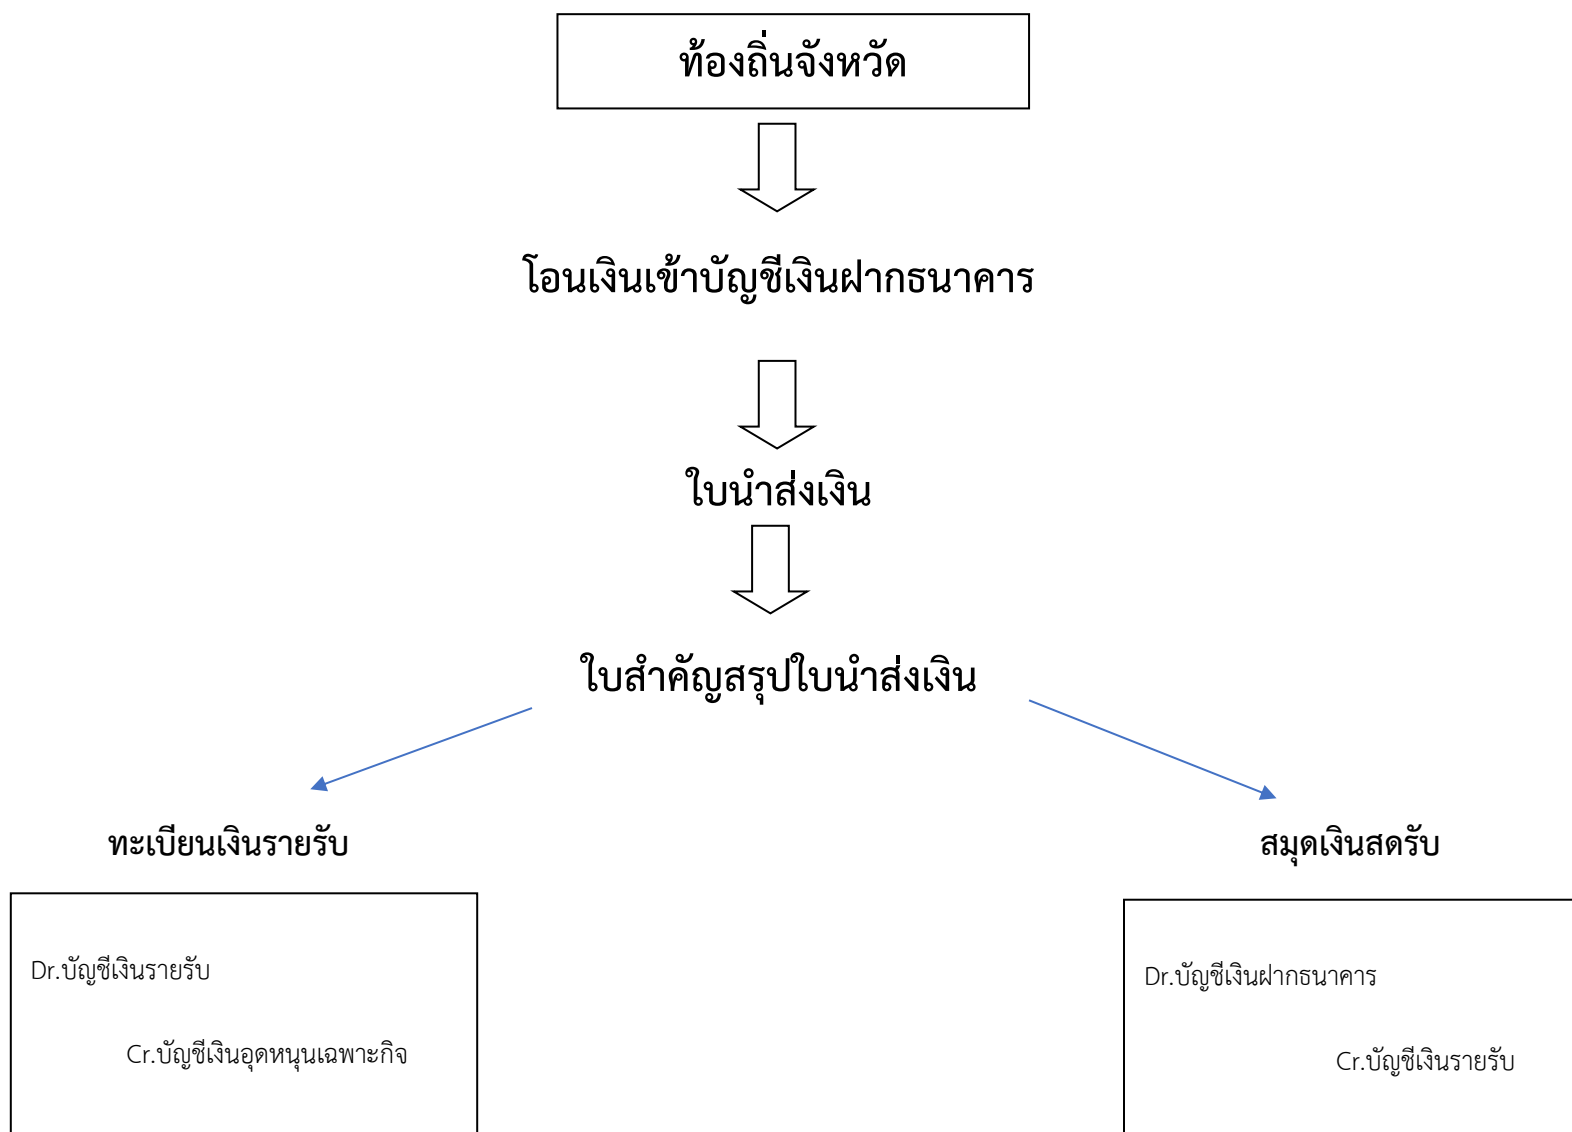 ท้องถิ่นจังหวัด
โอนเงินเข้าบัญชีเงินฝากธนาคาร
ใบนำส่งเงิน
ใบสำคัญสรุปใบนำส่งเงิน
ทะเบียนเงินรายรับ
สมุดเงินสดรับ
Dr.บัญชีเงินรายรับ
Cr.บัญชีเงินอุดหนุนเฉพาะกิจ
Dr.บัญชีเงินฝากธนาคาร
Cr.บัญชีเงินรายรับ